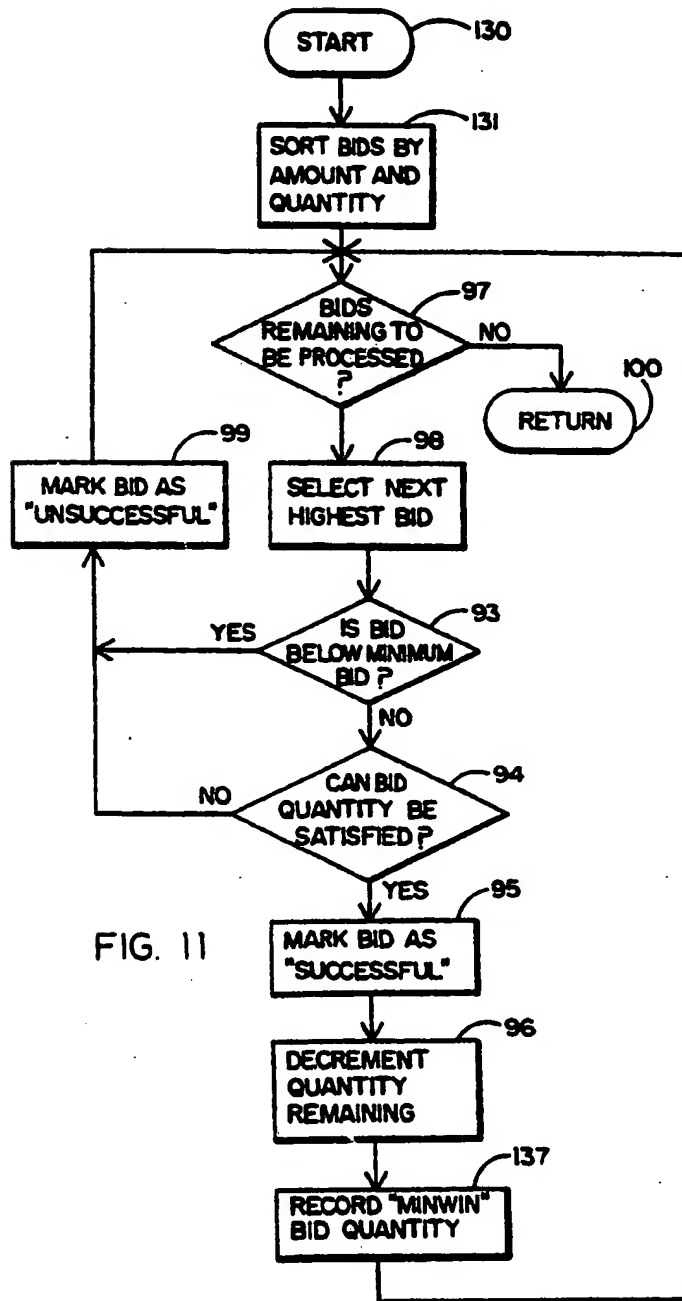 START
130
131
SORT BIDS BY
AMOUNT AND
QUANTITY
97
BIDS
REMAINING TO
BE PROCESSED
?
NO
100
RETURN
99
MARK BID AS
"UNSUCCESSFUL"
98
SELECT NEXT
HIGHEST BID
93
YES
IS BID
BELOW MINIMUM
BID?
NO
94
NO
CAN BID
QUANTITY BE
SATISFIED?
YES
95
FIG. 11
MARK BID AS
"SUCCESSFUL"
96
DECREMENT
QUANTITY
REMAINING
137
RECORD "MINWIN"
BID QUANTITY